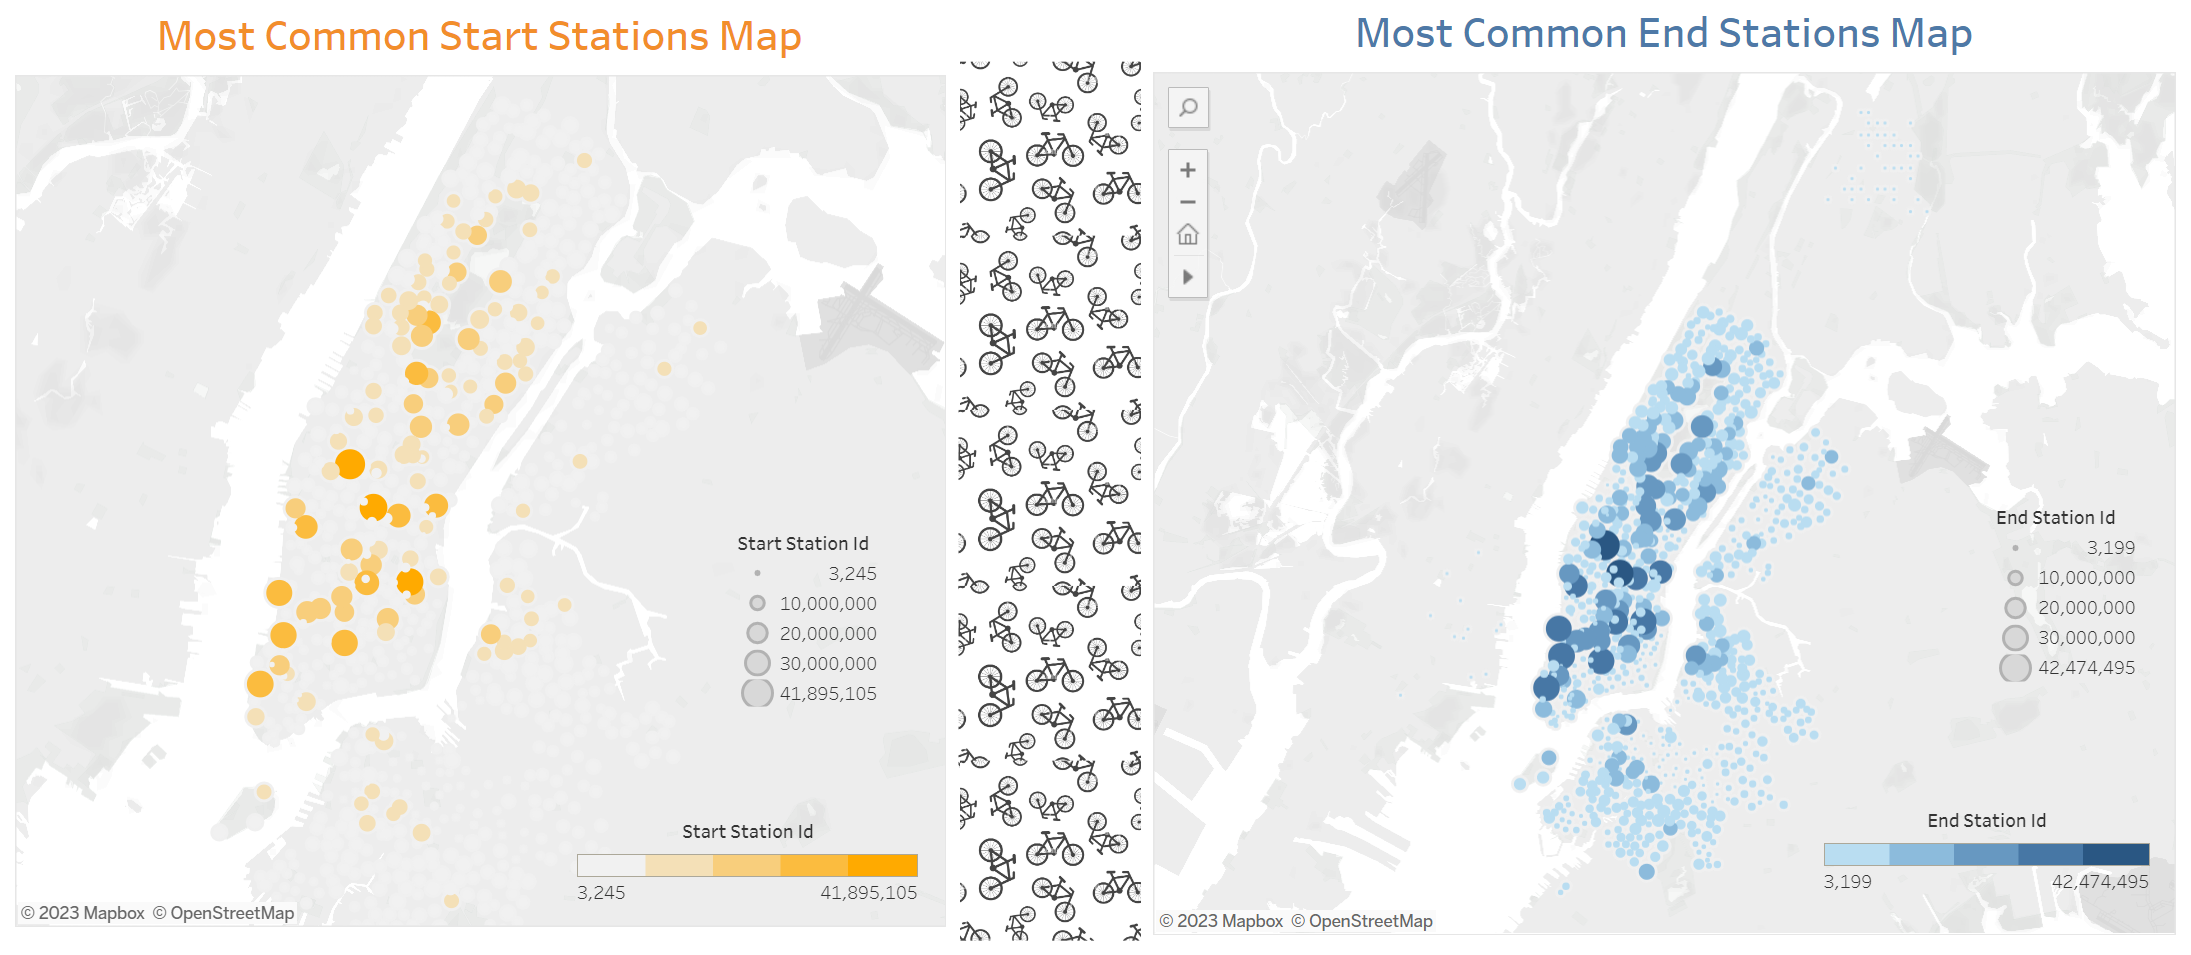 Most Common Start Stations Map
Start Station Id
3,245
10,000,000
20,000,000
30,000,000
41,895,105
Start Station Id
3,245
41,895,105
© 2023 Mapbox © OpenStreetMap
Most Common End Stations Map
End Station Id
3,199
10,000,000
20,000,000
30,000,000
42,474,495
End Station Id
3,199
42,474,495
© 2023 Mapbox © OpenStreetMap